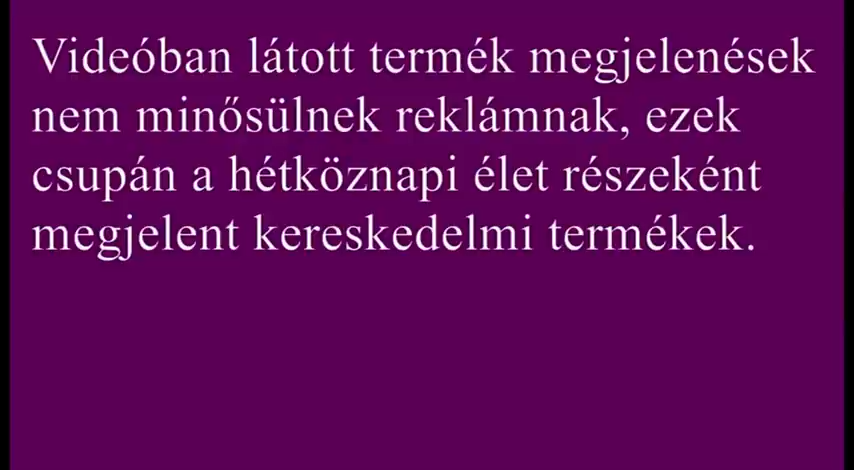 Videóban látott termék megjelenések
nem minősülnek reklámnak, ezek
csupán a hétköznapi élet részeként
megjelent kereskedelmi termékek.